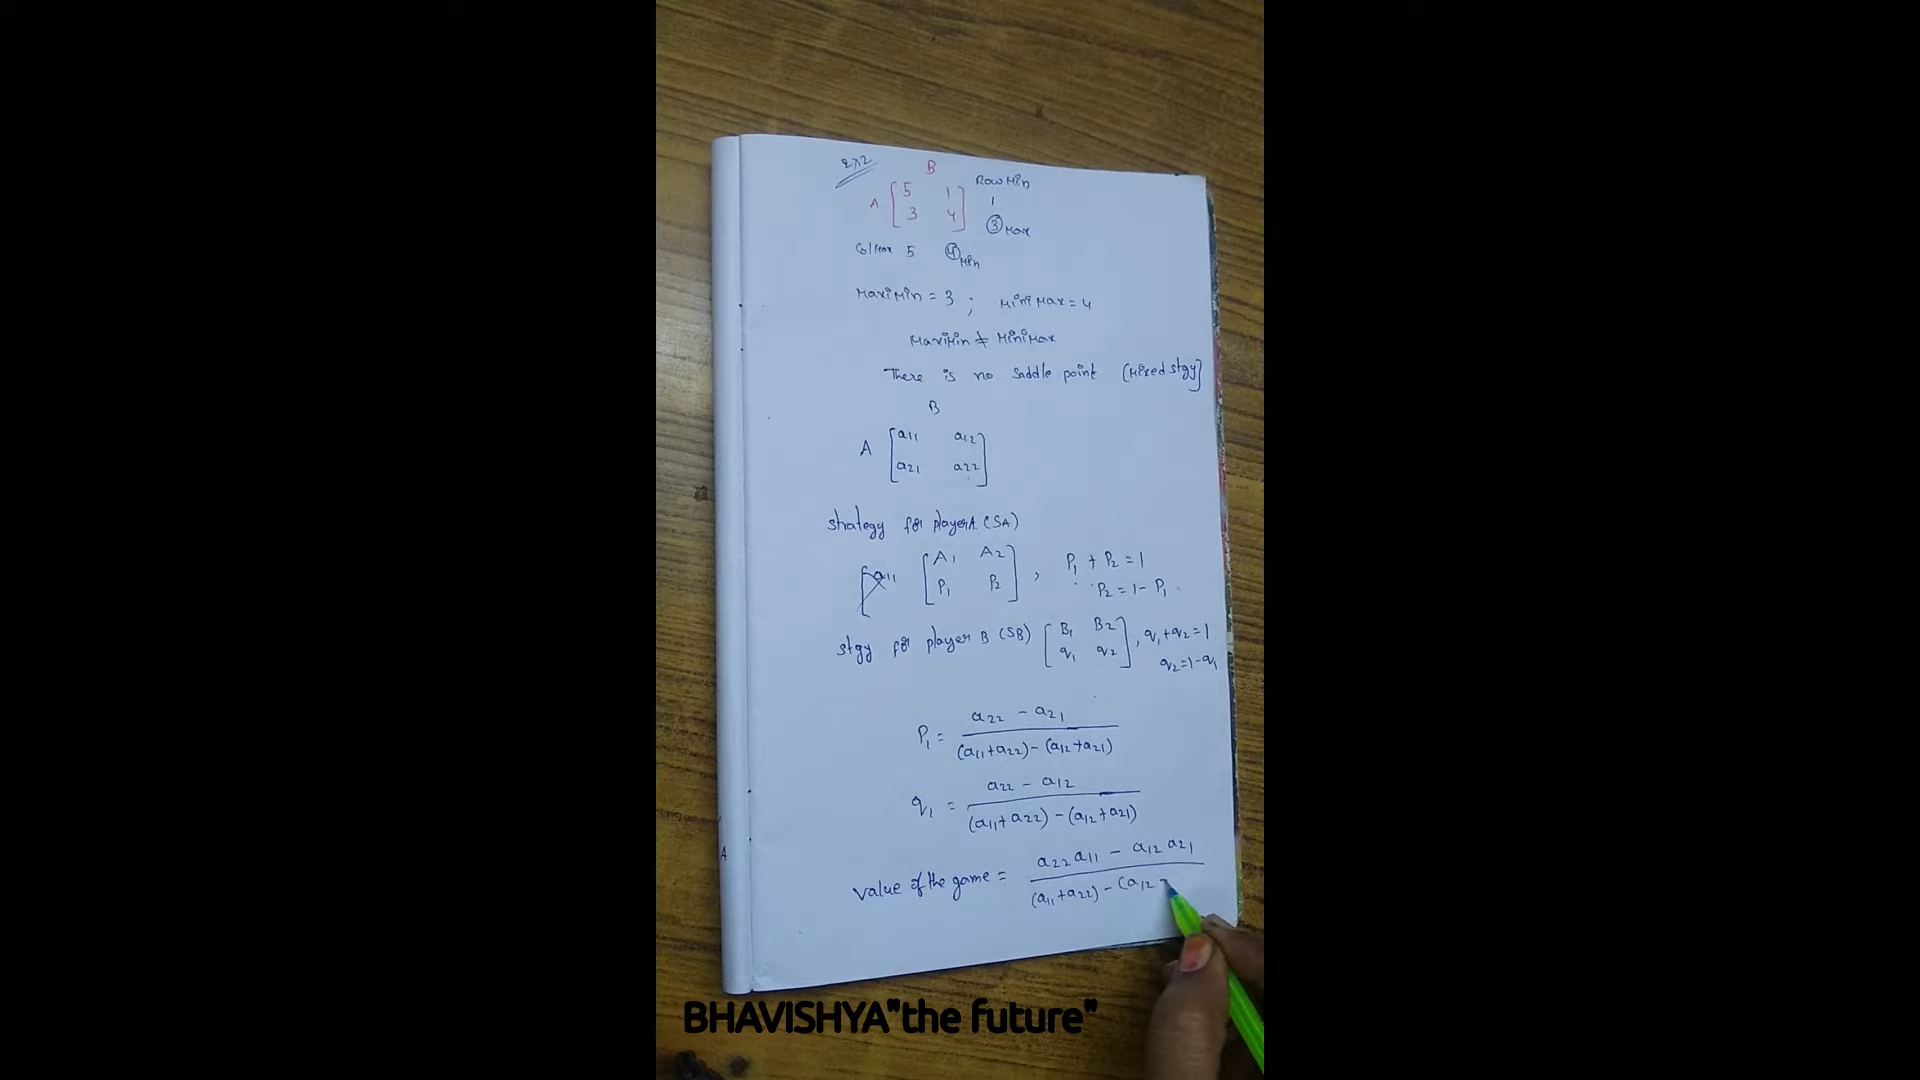 2x2
B
A [5 1] Row Min
1
3 4 ③ Max
Col Max 5 ④ Min
MaxiMin = 3 ; MiniMax = 4
MaxiMin ≠ MiniMax
There is no saddle point (Mixed stgy]
B
A [a11 a12]
a21 a22
strategy for player A (SA)
[a11 [A1 A2] , P1 + P2 = 1
P1 P2 P2 = 1 - P1
stgy for player B (SB) [B1 B2] , q1 + q2 = 1
q1 q2 q2 = 1 - q1
P1 = a22 - a21
(a11 + a22) - (a12 + a21)
q1 = a22 - a12
(a11 + a22) - (a12 + a21)
value of the game = a22 a11 - a12 a21
(a11 + a22) - (a12
A
BHAVISHYA"the future"